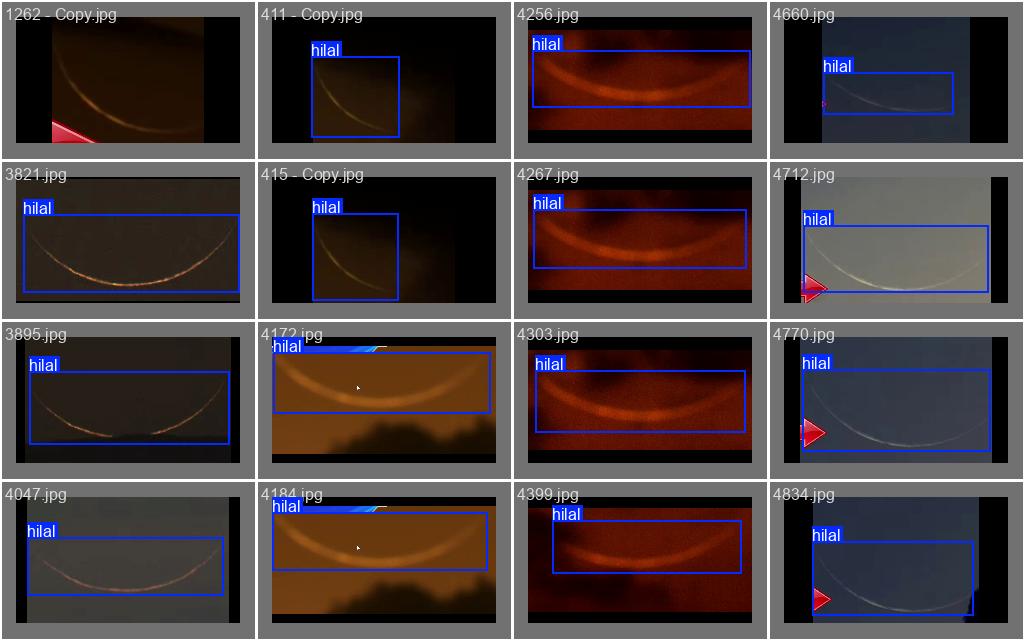 1262 - Copy.jpg
411 - Copy.jpg
hilal
4256.jpg
hilal
4660.jpg
hilal
3821.jpg
hilal
415 - Copy.jpg
hilal
4267.jpg
hilal
4712.jpg
hilal
3895.jpg
hilal
4172.jpg
hilal
4303.jpg
hilal
4770.jpg
hilal
4047.jpg
hilal
4184.jpg
hilal
4399.jpg
hilal
4834.jpg
hilal